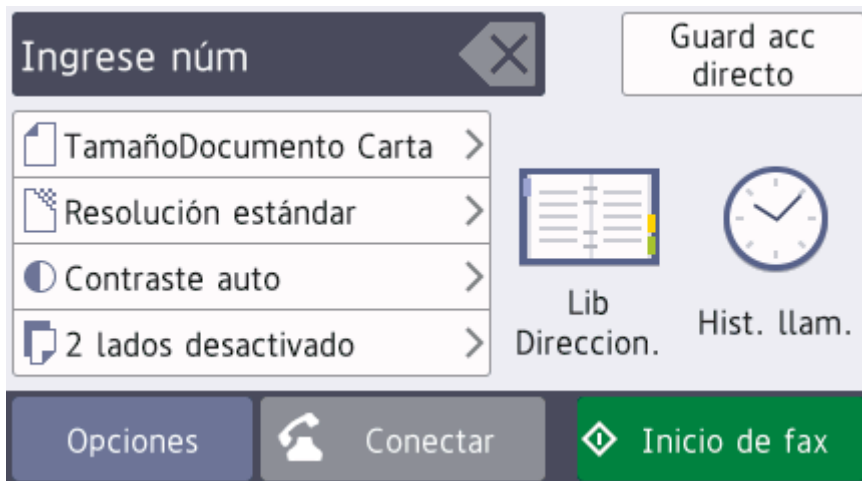 Ingrese núm
Guard acc
directo
TamañoDocumento Carta
Resolución estándar
Contraste auto
2 lados desactivado
Lib
Direccion.
Hist. llam.
Opciones
Conectar
Inicio de fax